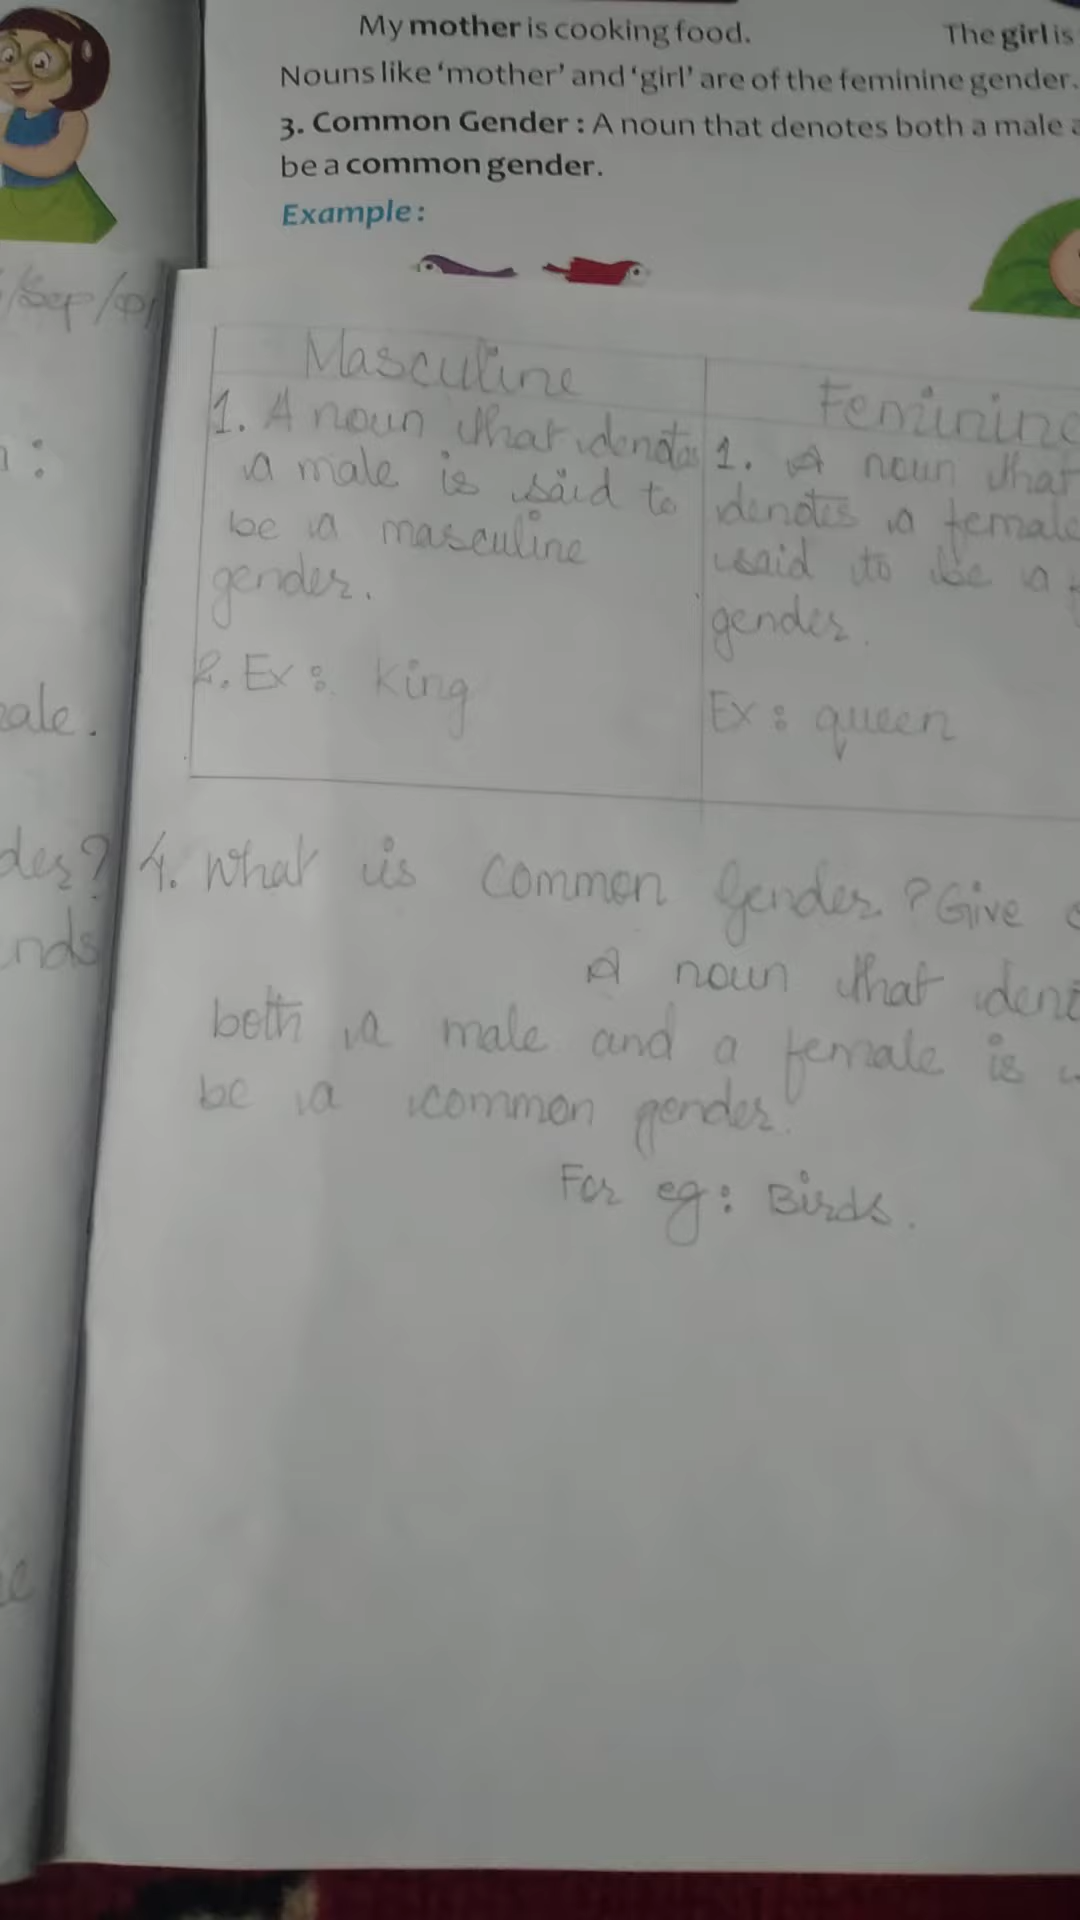 My mother is cooking food. The girl is
Nouns like 'mother' and 'girl' are of the feminine gender.
3. Common Gender : A noun that denotes both a male
be a common gender.
Example :
Masculine
1. A noun that denotes
a male is said to
be a masculine
gender.
2. Ex : King
Feminine
1. A noun that
denotes a female
said to be a
gender.
Ex : queen
4. What is Common Gender ? Give
A noun that
both a male and a female is
be a common gender.
For eg : Birds.